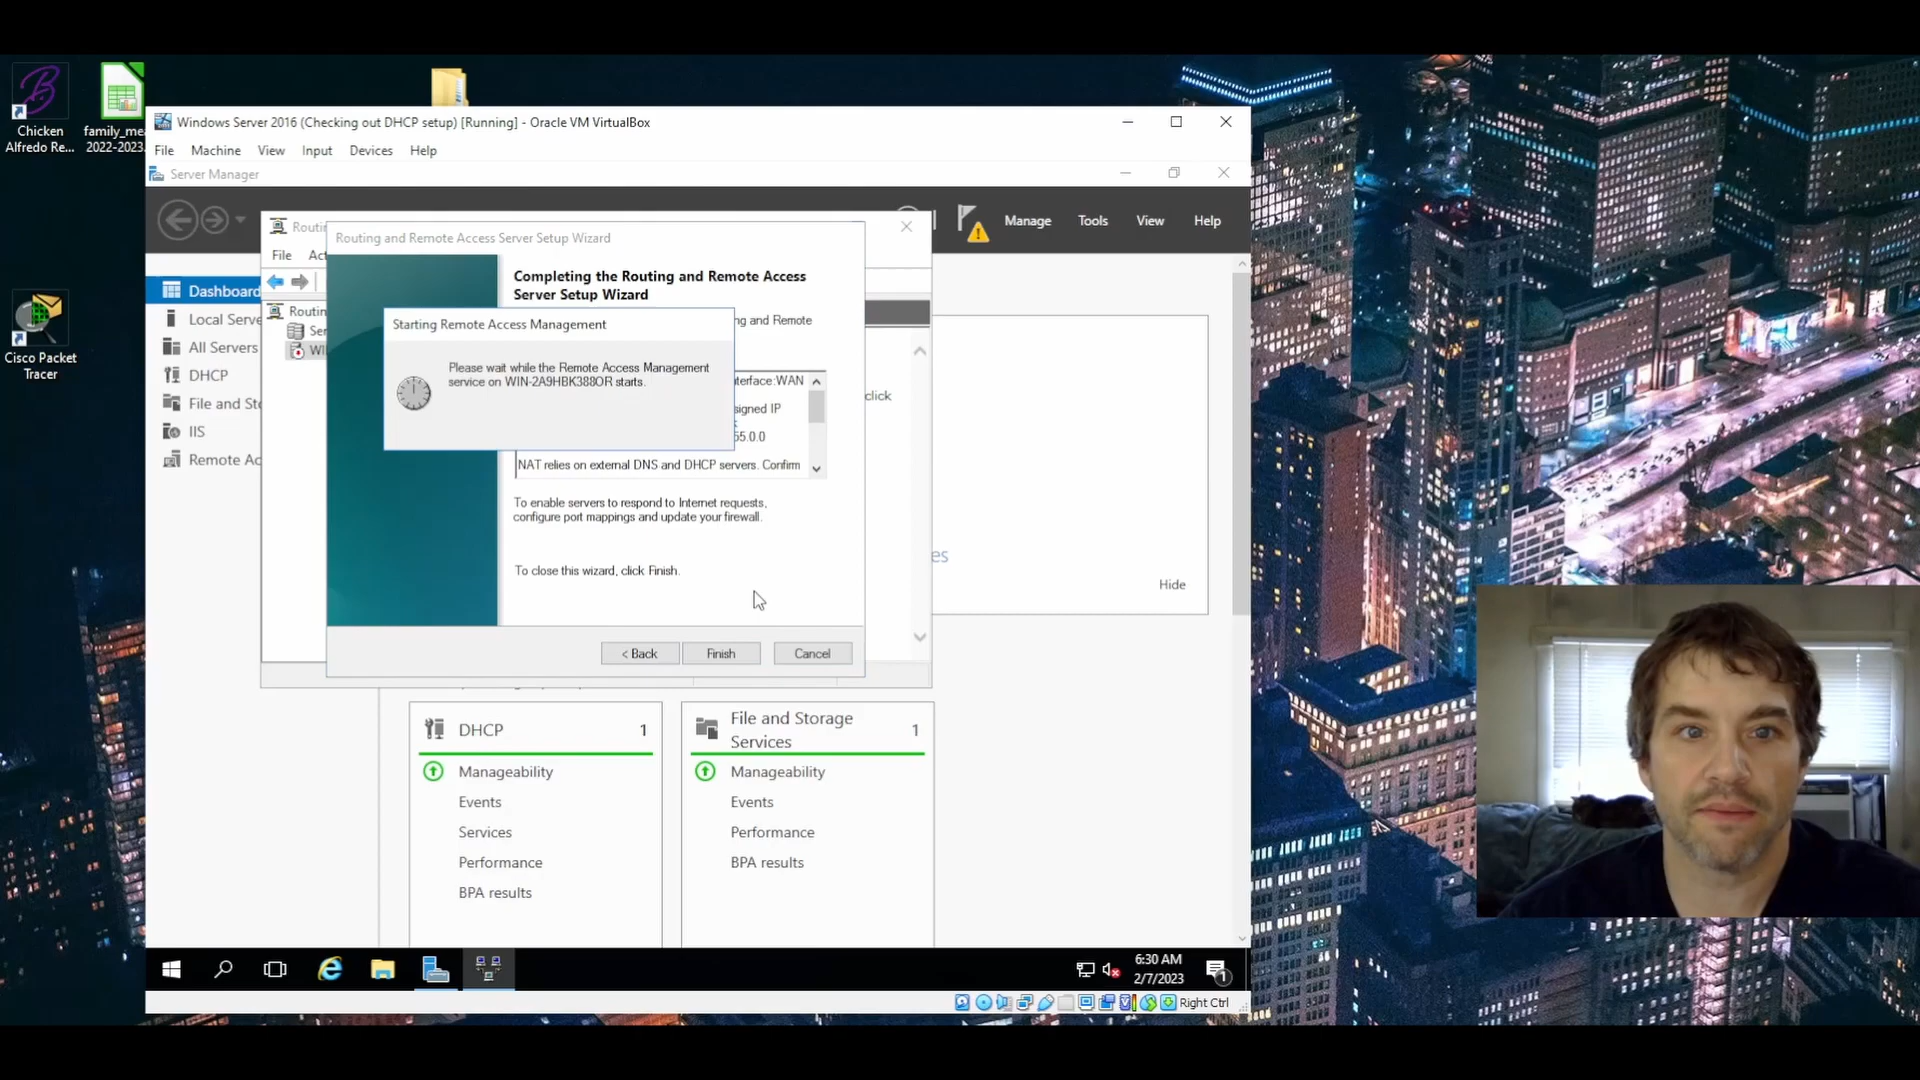 Chicken
Alfredo Re...
family_me
2022-2023.
Cisco Packet
Tracer
Windows Server 2016 (Checking out DHCP setup) [Running] - Oracle VM VirtualBox
File Machine View Input Devices Help
Server Manager
Manage Tools View Help
Routin
File Act
Routing and Remote Access Server Setup Wizard
Completing the Routing and Remote Access
Server Setup Wizard
ng and Remote
Starting Remote Access Management
Please wait while the Remote Access Management
service on WIN-2A9HBK388OR starts.
nterface:WAN
signed IP
55.0.0
NAT relies on external DNS and DHCP servers. Confirm
To enable servers to respond to Internet requests,
configure port mappings and update your firewall.
To close this wizard, click Finish.
< Back Finish Cancel
Routin
Ser
WI
click
es
Hide
Dashboard
Local Serve
All Servers
DHCP
File and Sto
IIS
Remote Ac
DHCP 1
Manageability
Events
Services
Performance
BPA results
File and Storage
Services 1
Manageability
Events
Performance
BPA results
6:30 AM
2/7/2023
1
Right Ctrl